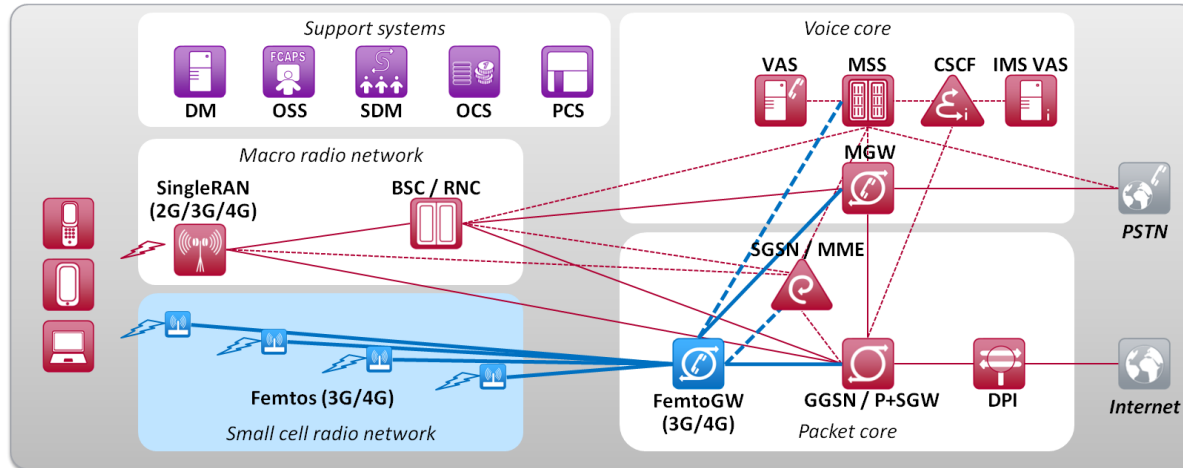 Support systems
FCAPS
DM
OSS
SDM
OCS
PCS
Voice core
VAS
MSS
CSCF
IMS VAS
i
i
MGW
PSTN
Macro radio network
SingleRAN
(2G/3G/4G)
BSC / RNC
SGSN / MME
Femtos (3G/4G)
Small cell radio network
FemtoGW
(3G/4G)
GGSN / P+SGW
DPI
Packet core
Internet